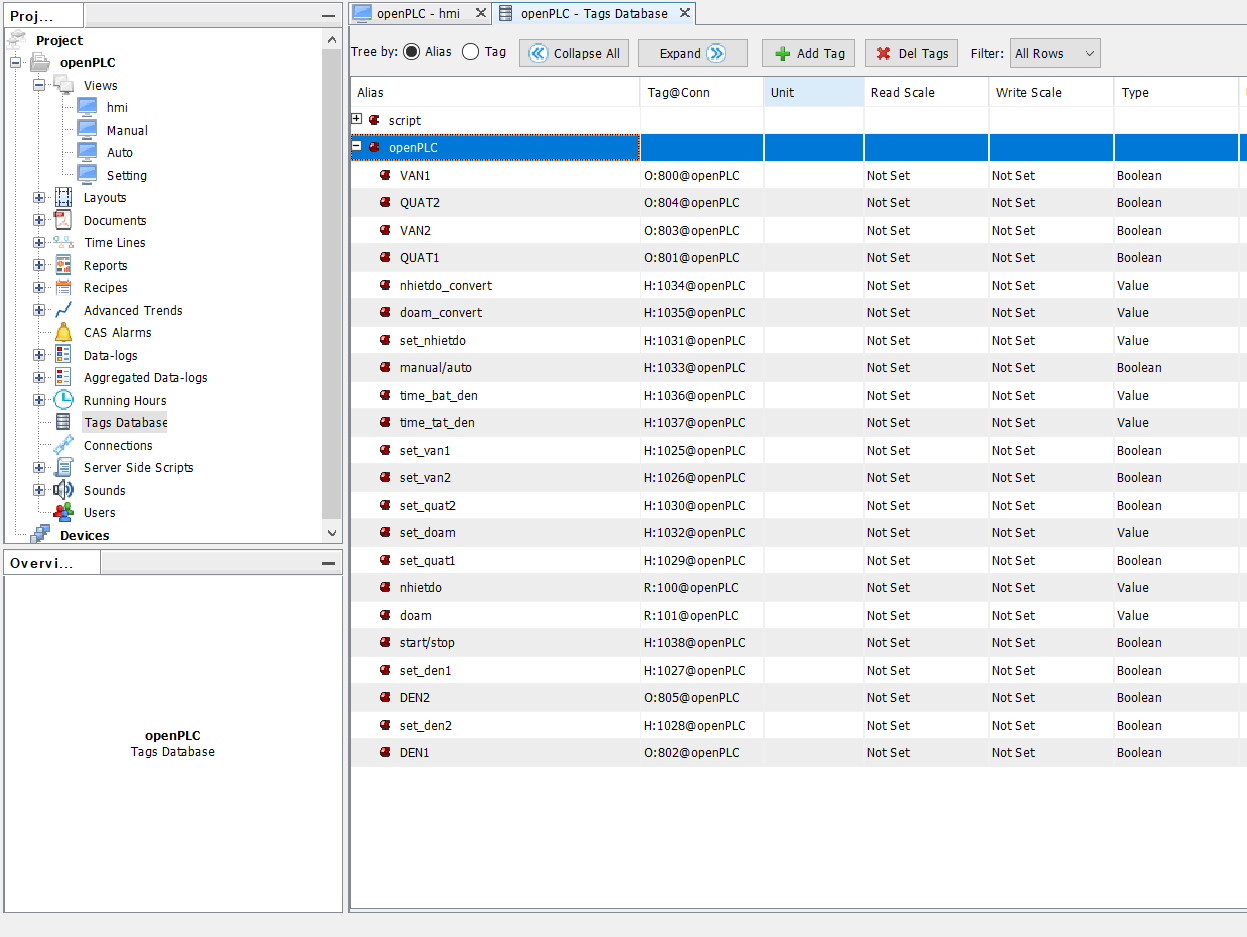 Proj...
Project
openPLC
Views
hmi
Manual
Auto
Setting
Layouts
Documents
Time Lines
Reports
Recipes
Advanced Trends
CAS Alarms
Data-logs
Aggregated Data-logs
Running Hours
Tags Database
Connections
Server Side Scripts
Sounds
Users
Devices
Overvi...
openPLC
Tags Database
openPLC - hmi openPLC - Tags Database
Tree by: Alias Tag Collapse All Expand Add Tag Del Tags Filter: All Rows
Alias Tag@Conn Unit Read Scale Write Scale Type
script
openPLC
VAN1 O:800@openPLC Not Set Not Set Boolean
QUAT2 O:804@openPLC Not Set Not Set Boolean
VAN2 O:803@openPLC Not Set Not Set Boolean
QUAT1 O:801@openPLC Not Set Not Set Boolean
nhietdo_convert H:1034@openPLC Not Set Not Set Value
doam_convert H:1035@openPLC Not Set Not Set Value
set_nhietdo H:1031@openPLC Not Set Not Set Value
manual/auto H:1033@openPLC Not Set Not Set Boolean
time_bat_den H:1036@openPLC Not Set Not Set Value
time_tat_den H:1037@openPLC Not Set Not Set Value
set_van1 H:1025@openPLC Not Set Not Set Boolean
set_van2 H:1026@openPLC Not Set Not Set Boolean
set_quat2 H:1030@openPLC Not Set Not Set Boolean
set_doam H:1032@openPLC Not Set Not Set Value
set_quat1 H:1029@openPLC Not Set Not Set Boolean
nhietdo R:100@openPLC Not Set Not Set Value
doam R:101@openPLC Not Set Not Set Value
start/stop H:1038@openPLC Not Set Not Set Boolean
set_den1 H:1027@openPLC Not Set Not Set Boolean
DEN2 O:805@openPLC Not Set Not Set Boolean
set_den2 H:1028@openPLC Not Set Not Set Boolean
DEN1 O:802@openPLC Not Set Not Set Boolean